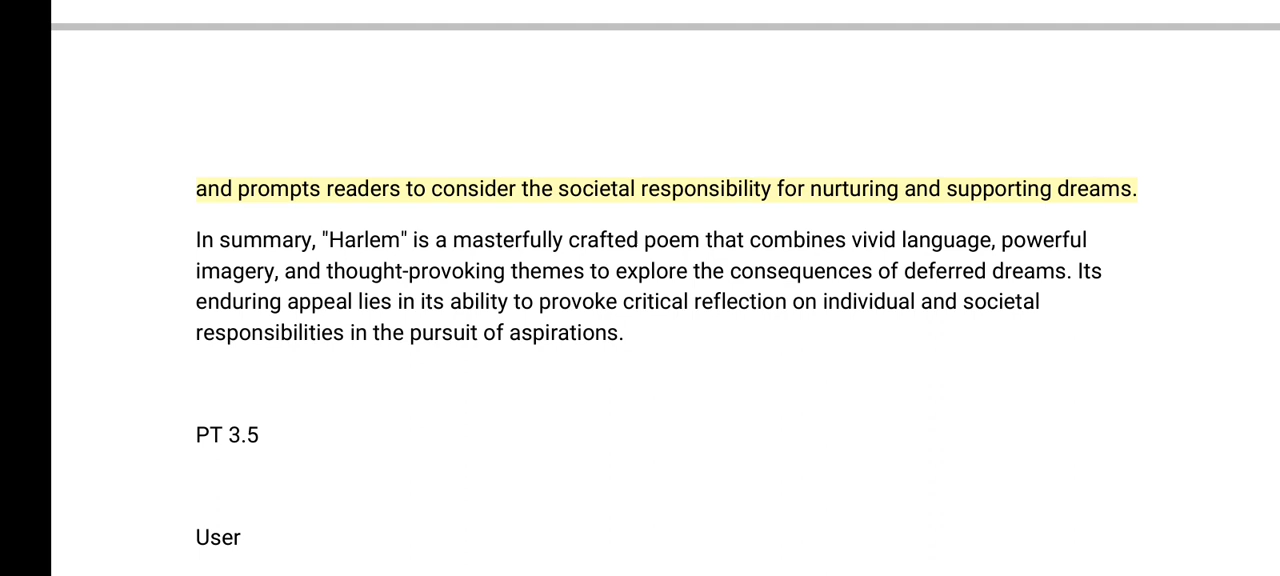 and prompts readers to consider the societal responsibility for nurturing and supporting dreams.
In summary, "Harlem" is a masterfully crafted poem that combines vivid language, powerful
imagery, and thought-provoking themes to explore the consequences of deferred dreams. Its
enduring appeal lies in its ability to provoke critical reflection on individual and societal
responsibilities in the pursuit of aspirations.
PT 3.5
User